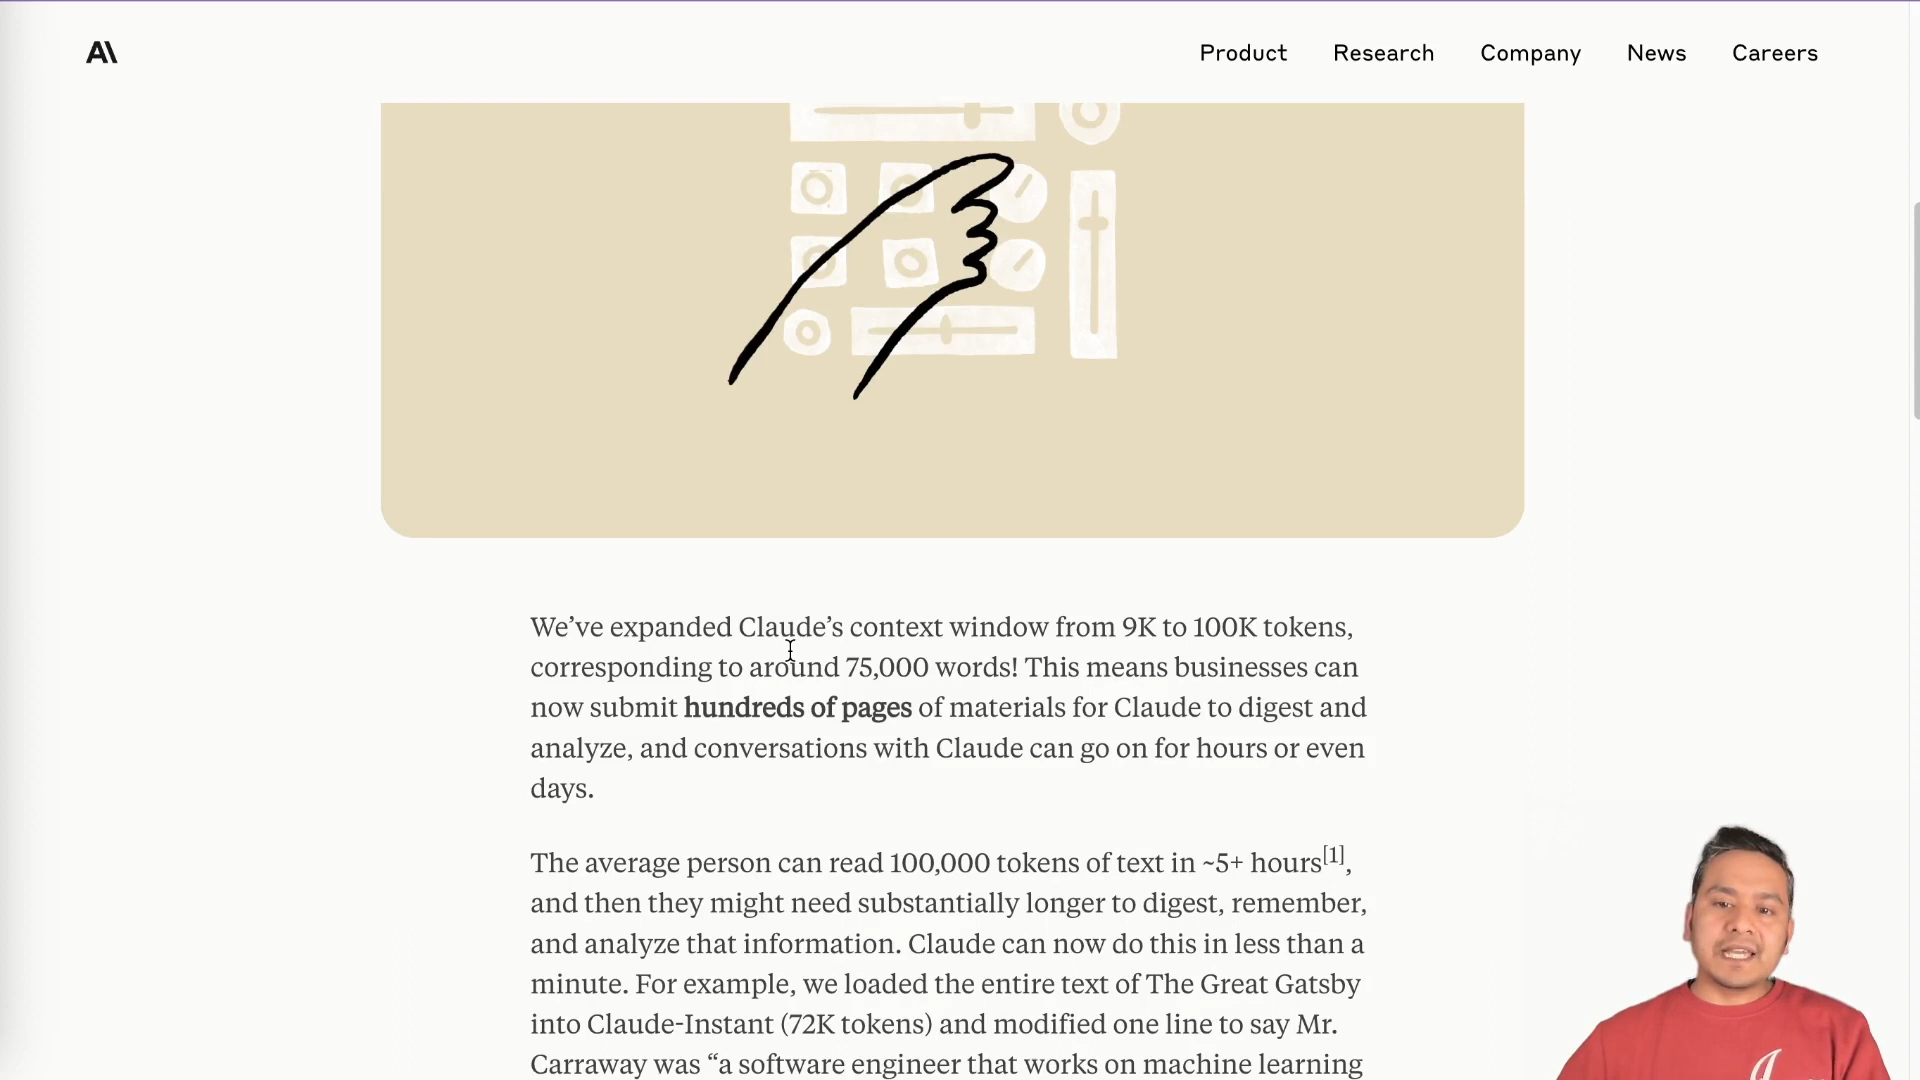 A\
Product Research Company News Careers
We’ve expanded Claude’s context window from 9K to 100K tokens,
corresponding to around 75,000 words! This means businesses can
now submit hundreds of pages of materials for Claude to digest and
analyze, and conversations with Claude can go on for hours or even
days.
The average person can read 100,000 tokens of text in ~5+ hours[1],
and then they might need substantially longer to digest, remember,
and analyze that information. Claude can now do this in less than a
minute. For example, we loaded the entire text of The Great Gatsby
into Claude-Instant (72K tokens) and modified one line to say Mr.
Carraway was “a software engineer that works on machine learning